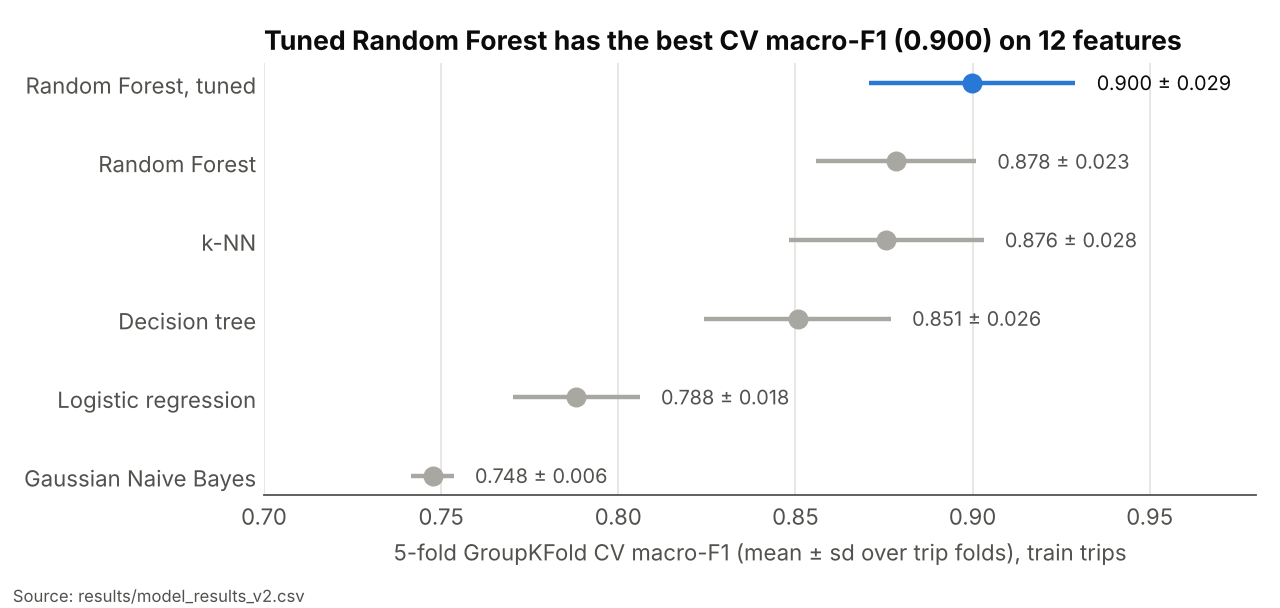 Tuned Random Forest has the best CV macro-F1 (0.900) on 12 features
Random Forest, tuned
0.900 ± 0.029
Random Forest
0.878 ± 0.023
k-NN
0.876 ± 0.028
Decision tree
0.851 ± 0.026
Logistic regression
0.788 ± 0.018
Gaussian Naive Bayes
0.748 ± 0.006
0.70 0.75 0.80 0.85 0.90 0.95
5-fold GroupKFold CV macro-F1 (mean ± sd over trip folds), train trips
Source: results/model_results_v2.csv